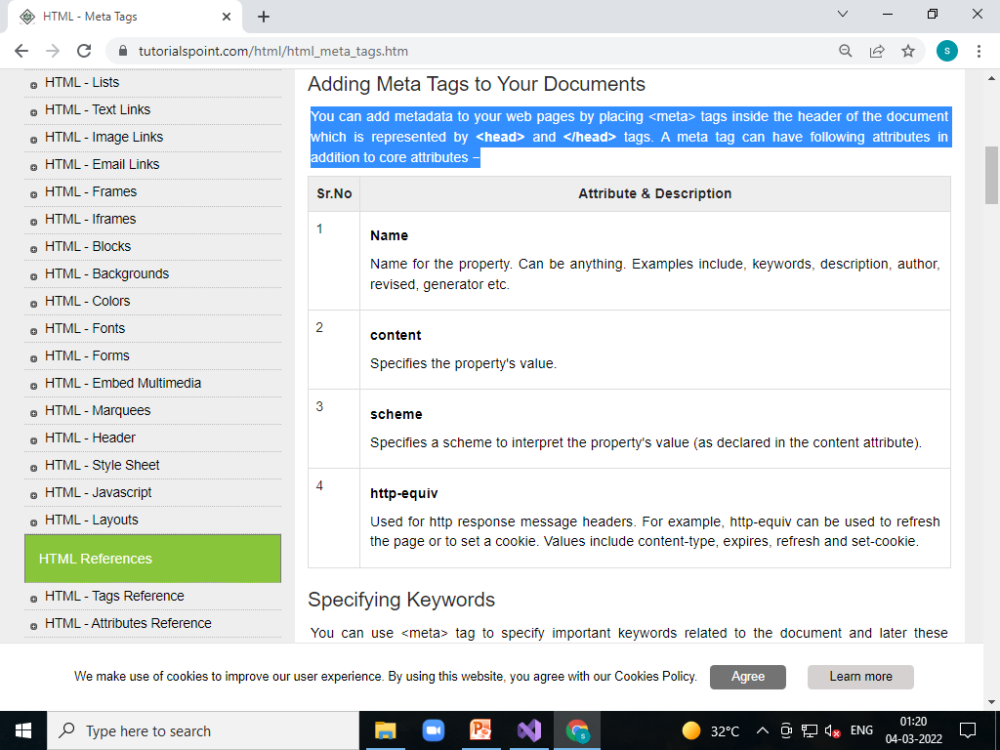 HTML - Meta Tags
tutorialspoint.com/html/html_meta_tags.htm
S
HTML - Lists
HTML - Text Links
HTML - Image Links
HTML - Email Links
HTML - Frames
HTML - Iframes
HTML - Blocks
HTML - Backgrounds
HTML - Colors
HTML - Fonts
HTML - Forms
HTML - Embed Multimedia
HTML - Marquees
HTML - Header
HTML - Style Sheet
HTML - Javascript
HTML - Layouts
HTML References
HTML - Tags Reference
HTML - Attributes Reference
Adding Meta Tags to Your Documents
You can add metadata to your web pages by placing <meta> tags inside the header of the document
which is represented by <head> and </head> tags. A meta tag can have following attributes in
addition to core attributes –
Sr.No Attribute & Description
1
Name
Name for the property. Can be anything. Examples include, keywords, description, author,
revised, generator etc.
2
content
Specifies the property's value.
3
scheme
Specifies a scheme to interpret the property's value (as declared in the content attribute).
4
http-equiv
Used for http response message headers. For example, http-equiv can be used to refresh
the page or to set a cookie. Values include content-type, expires, refresh and set-cookie.
Specifying Keywords
You can use <meta> tag to specify important keywords related to the document and later these
We make use of cookies to improve our user experience. By using this website, you agree with our Cookies Policy. Agree Learn more
Type here to search
32°C
ENG
01:20
04-03-2022